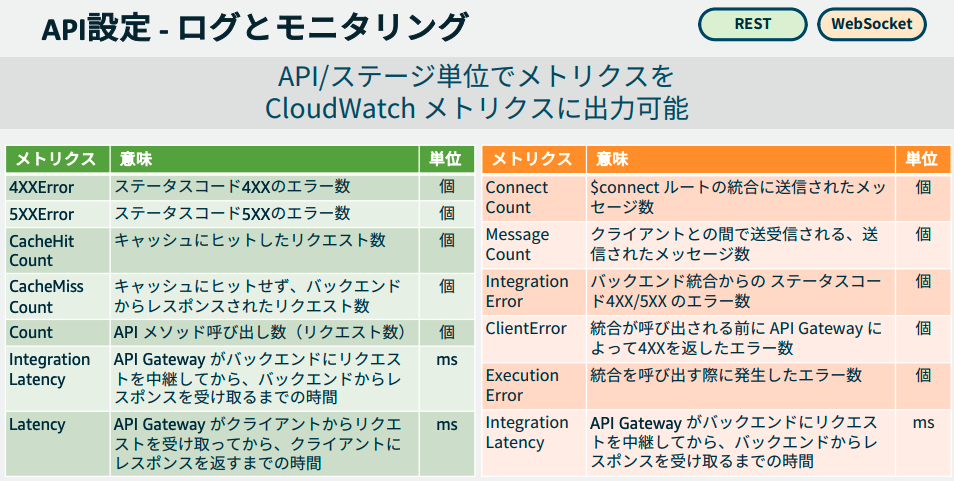 API設定 - ログとモニタリング
REST
WebSocket
API/ステージ単位でメトリクスを
CloudWatch メトリクスに出力可能
メトリクス 意味 単位
4XXError ステータスコード4XXのエラー数 個
5XXError ステータスコード5XXのエラー数 個
CacheHit キャッシュにヒットしたリクエスト数 個
Count
CacheMiss キャッシュにヒットせず、バックエンド 個
Count からレスポンスされたリクエスト数
Count API メソッド呼び出し数（リクエスト数） 個
Integration API Gateway がバックエンドにリクエス ms
Latency トを中継してから、バックエンドからレ
スポンスを受け取るまでの時間
Latency API Gateway がクライアントからリクエ ms
ストを受け取ってから、クライアントに
レスポンスを返すまでの時間
メトリクス 意味 単位
Connect $connect ルートの統合に送信されたメッ 個
Count セージ数
Message クライアントとの間で送受信される、送 個
Count 信されたメッセージ数
Integration バックエンド統合からの ステータスコー 個
Error ド4XX/5XX のエラー数
ClientError 統合が呼び出される前に API Gateway に 個
よって4XXを返したエラー数
Execution 統合を呼び出す際に発生したエラー数 個
Error
Integration API Gateway がバックエンドにリクエス ms
Latency トを中継してから、バックエンドからレ
スポンスを受け取るまでの時間